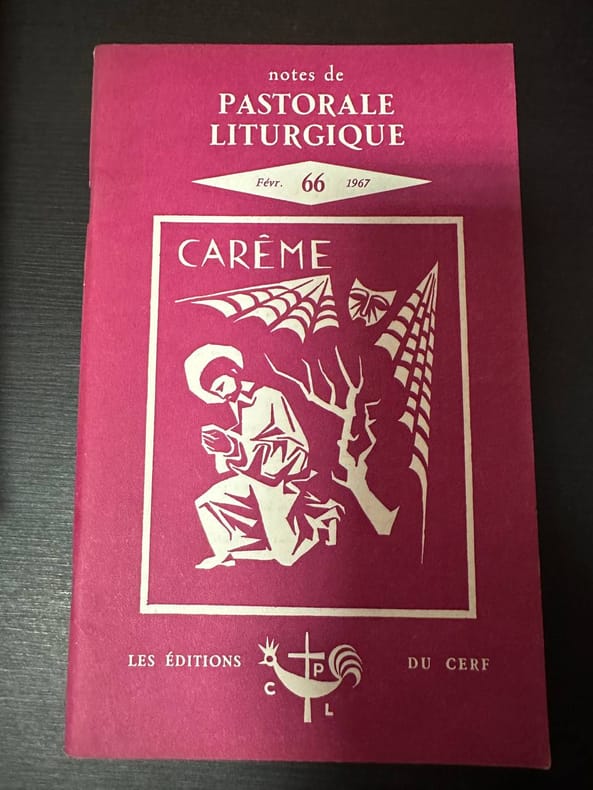 notes de
PASTORALE
LITURGIQUE
Févr. 66 1967
CARÊME
LES ÉDITIONS DU CERF
C P L